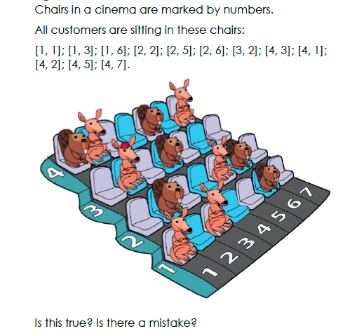 Chairs in a cinema are marked by numbers.
All customers are sitting in these chairs:
[1, 1]; [1, 3]; [1, 6]; [2, 2]; [2, 5]; [2, 6]; [3, 2]; [4, 3]; [4, 1];
[4, 2]; [4, 5]; [4, 7].
4
3
2
1
1 2 3 4 5 6 7
Is this true? Is there a mistake?